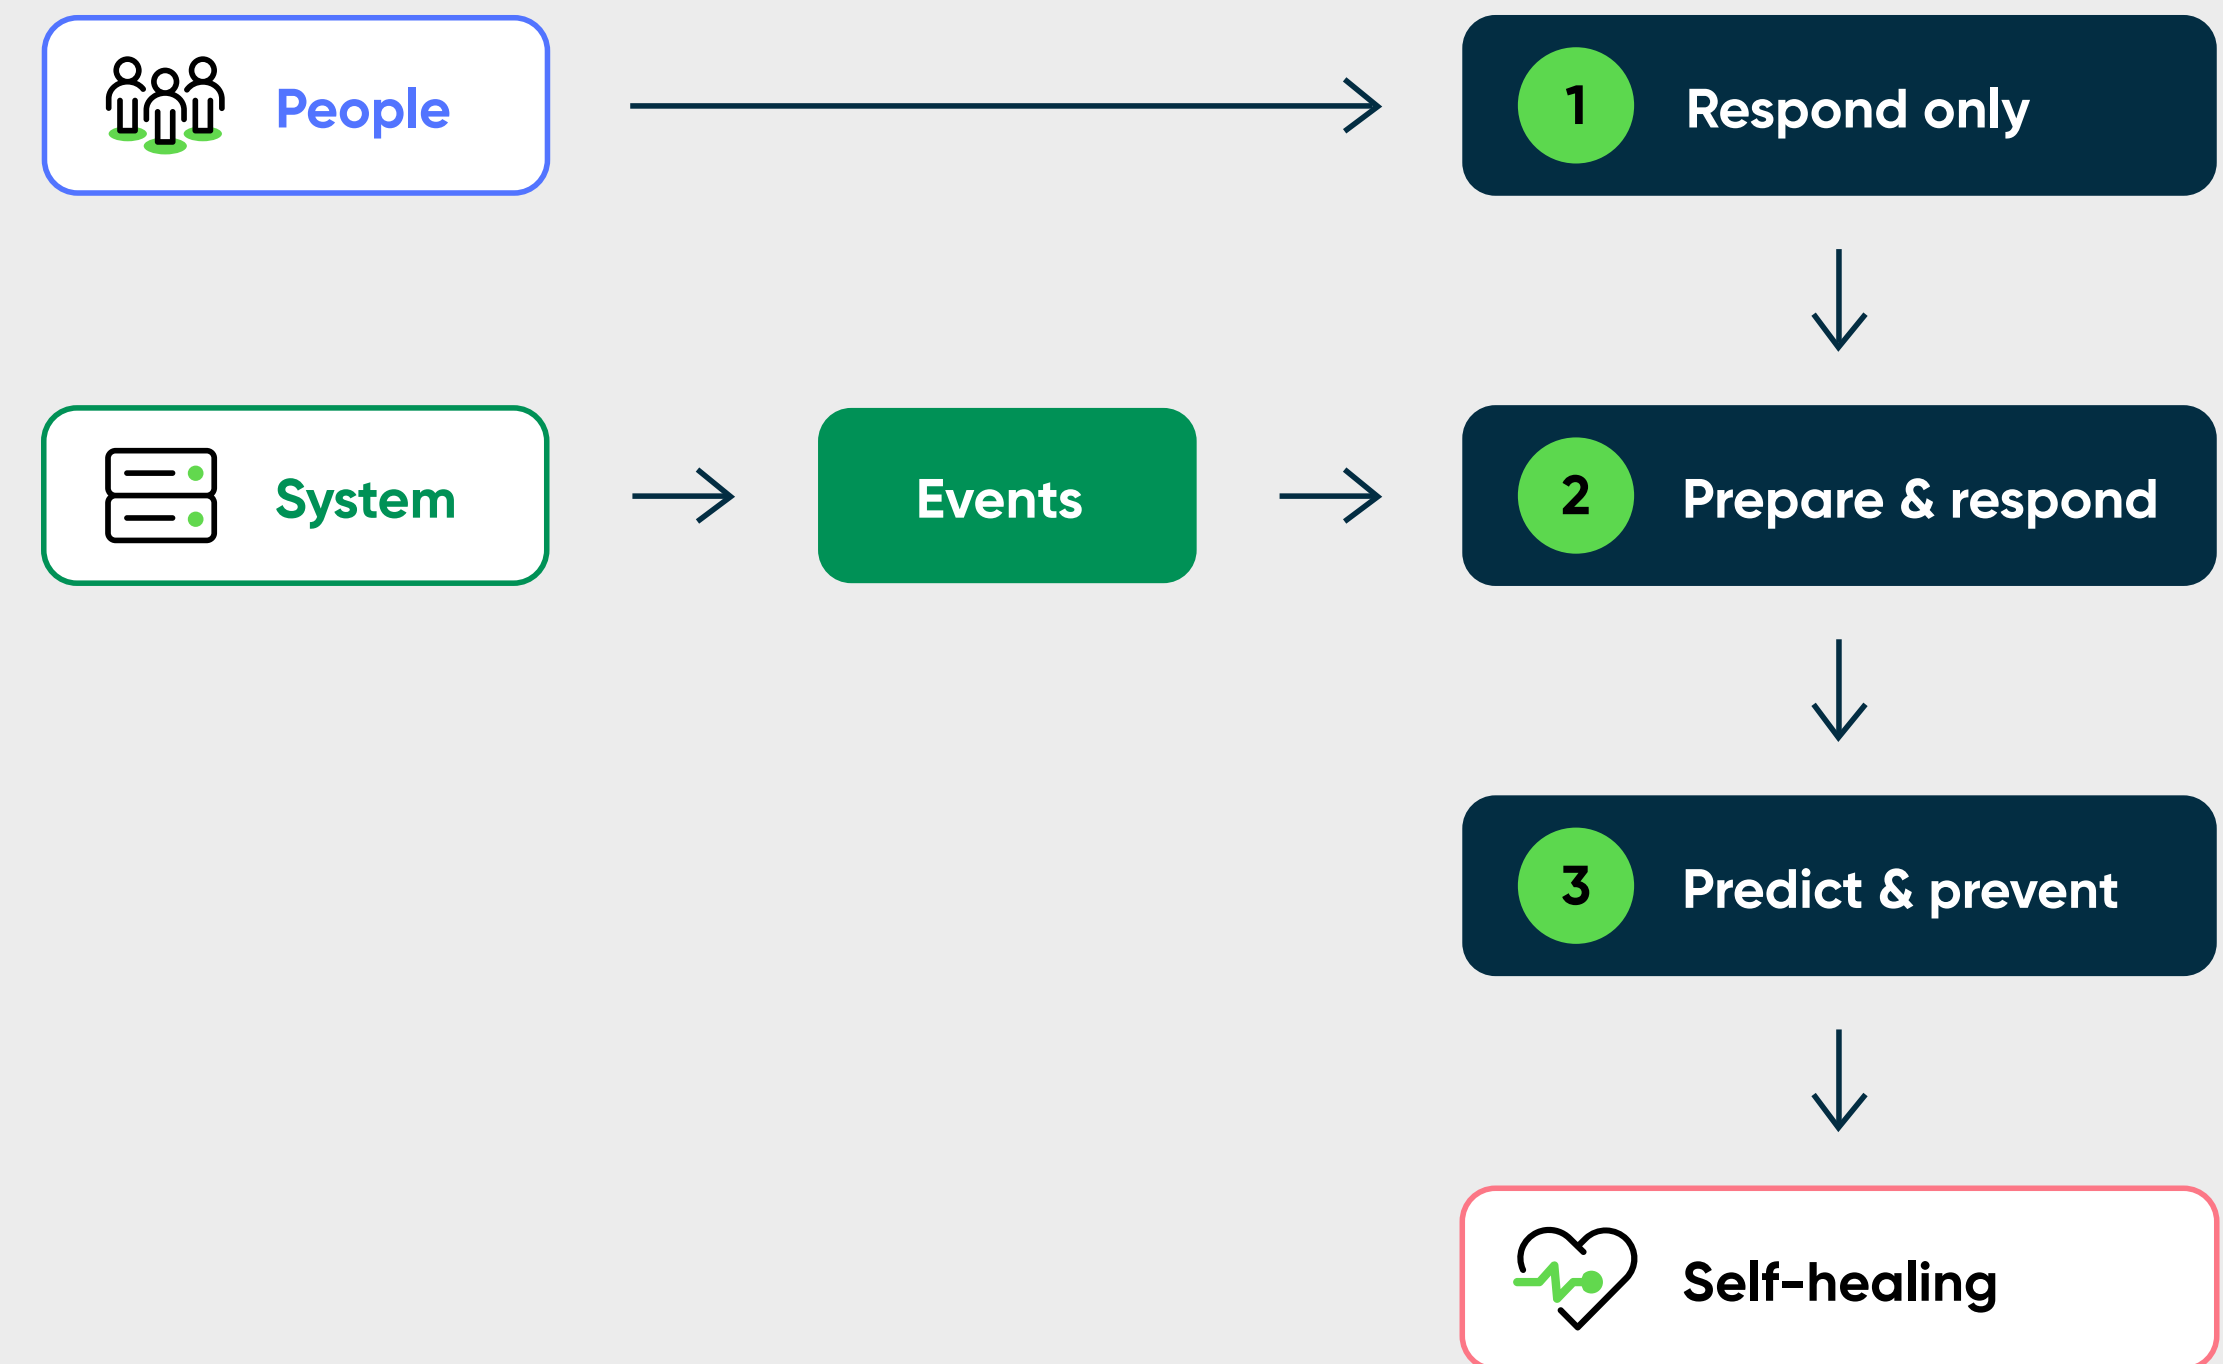 People
1
Respond only
System
Events
2
Prepare & respond
3
Predict & prevent
Self-healing